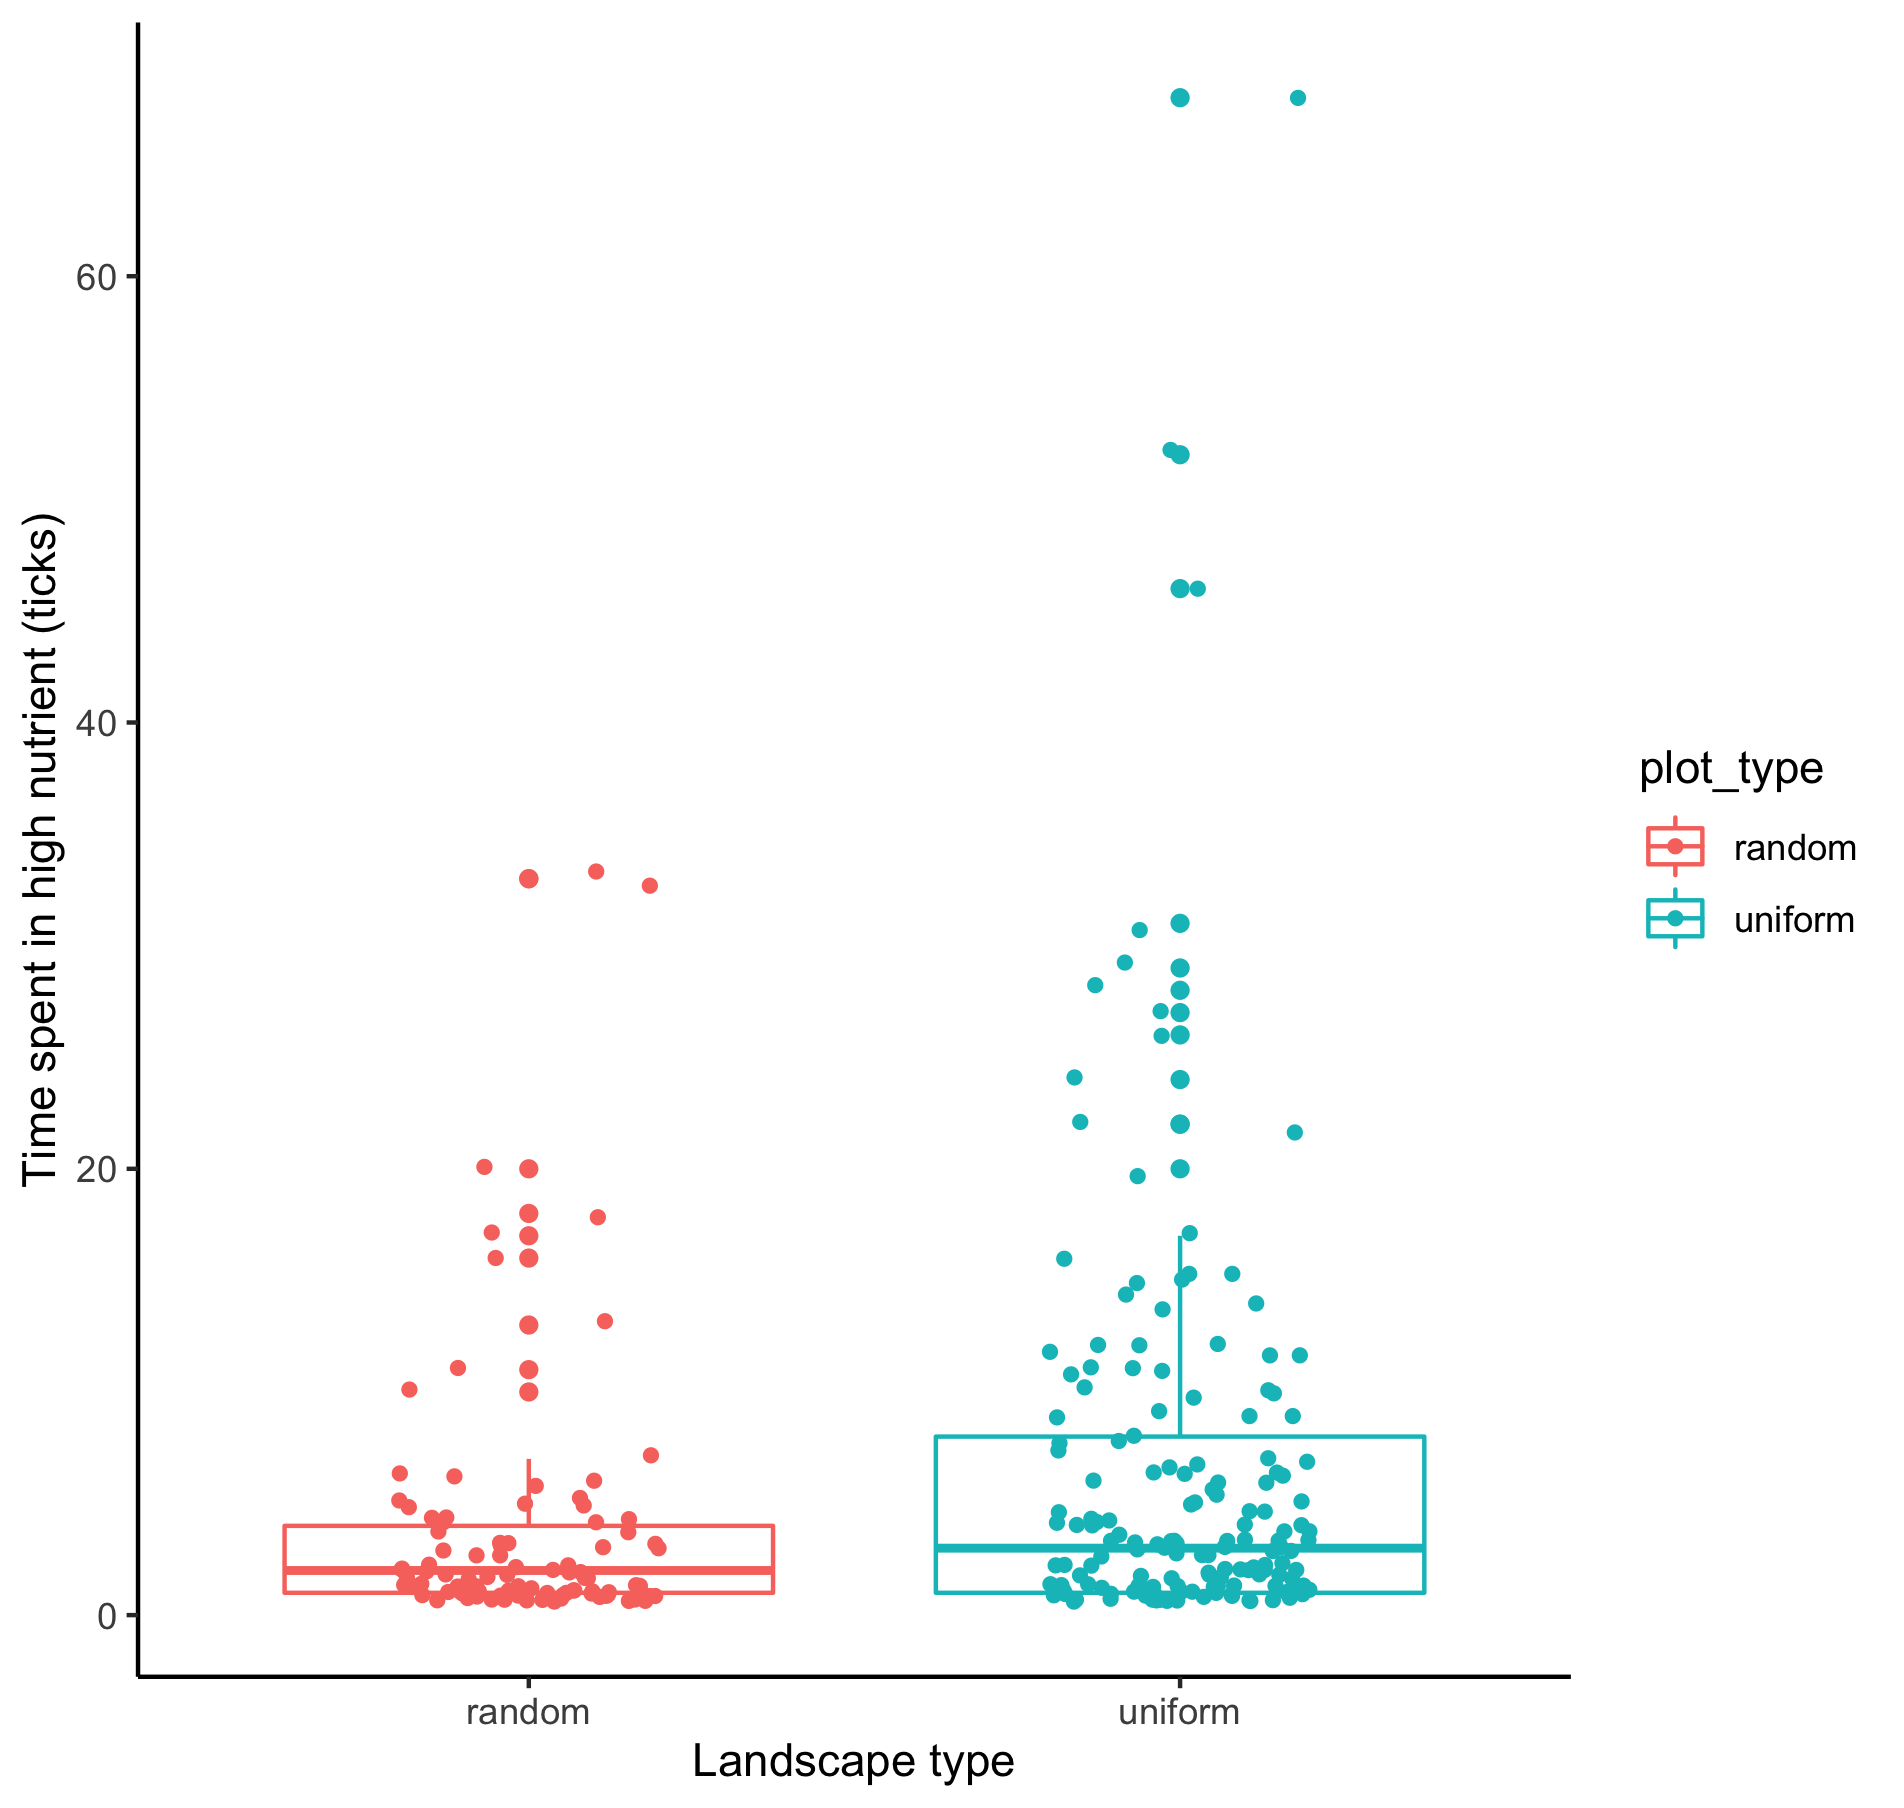 Time spent in high nutrient (ticks)
60
40
20
0
random
uniform
Landscape type
plot_type
random
uniform